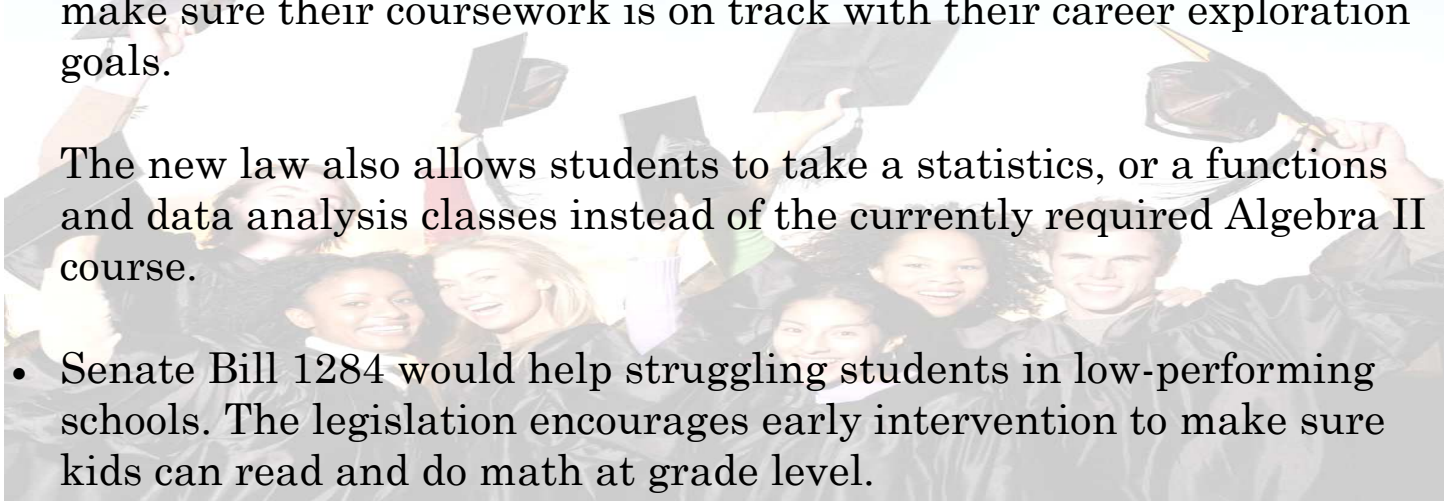 make sure their coursework is on track with their career exploration
goals.
The new law also allows students to take a statistics, or a functions
and data analysis classes instead of the currently required Algebra II
course.
• Senate Bill 1284 would help struggling students in low-performing
schools. The legislation encourages early intervention to make sure
kids can read and do math at grade level.